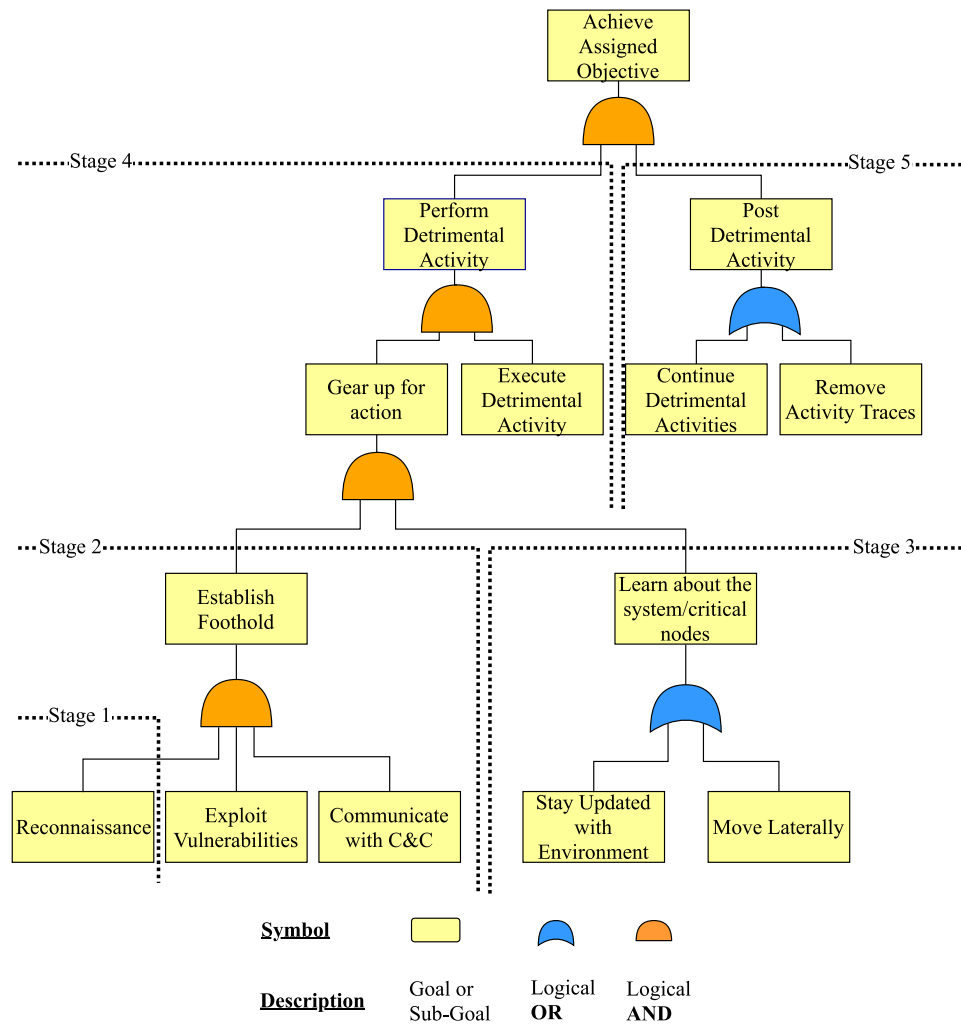 Achieve
Assigned
Objective
Stage 4
Stage 5
Perform
Detrimental
Activity
Post
Detrimental
Activity
Gear up for
action
Execute
Detrimental
Activity
Continue
Detrimental
Activities
Remove
Activity Traces
Stage 2
Stage 3
Establish
Foothold
Learn about the
system/critical
nodes
Stage 1
Reconnaissance
Exploit
Vulnerabilities
Communicate
with C&C
Stay Updated
with
Environment
Move Laterally
Symbol
Description
Goal or
Sub-Goal
Logical
OR
Logical
AND